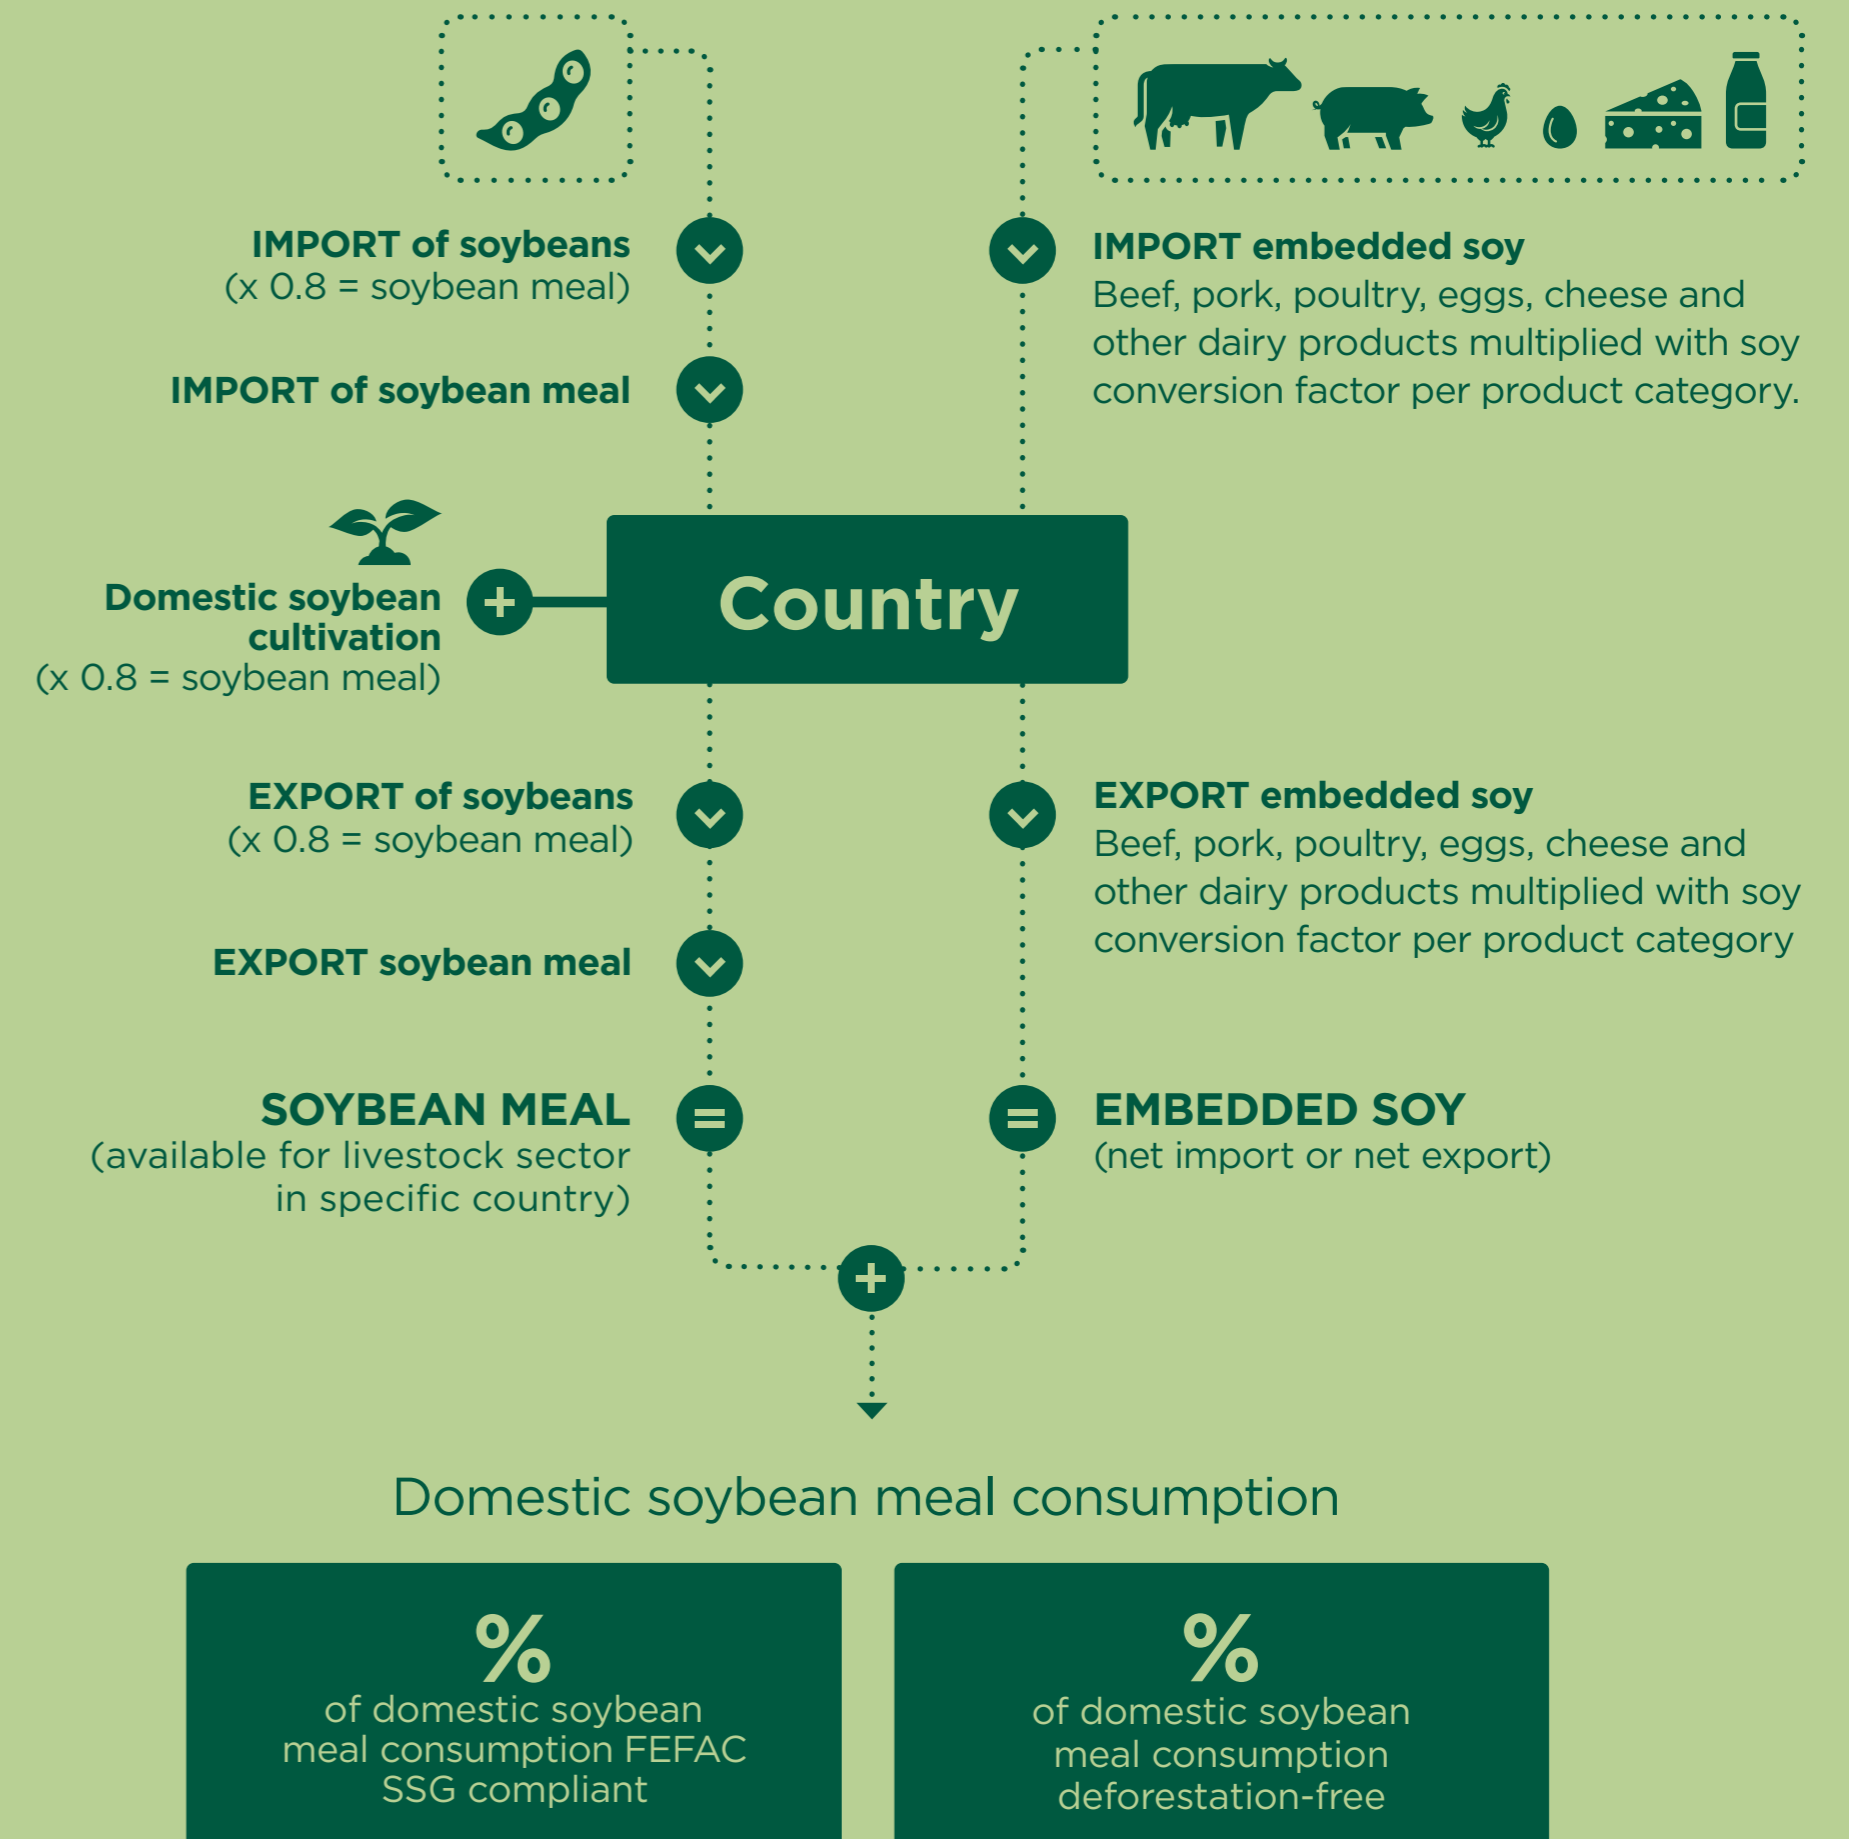 IMPORT of soybeans
(x 0.8 = soybean meal)
IMPORT of soybean meal
IMPORT embedded soy
Beef, pork, poultry, eggs, cheese and
other dairy products multiplied with soy
conversion factor per product category.
Domestic soybean
cultivation
(x 0.8 = soybean meal)
+
Country
EXPORT of soybeans
(x 0.8 = soybean meal)
EXPORT soybean meal
EXPORT embedded soy
Beef, pork, poultry, eggs, cheese and
other dairy products multiplied with soy
conversion factor per product category
SOYBEAN MEAL
(available for livestock sector
in specific country)
=
=
EMBEDDED SOY
(net import or net export)
+
Domestic soybean meal consumption
%
of domestic soybean
meal consumption FEFAC
SSG compliant
%
of domestic soybean
meal consumption
deforestation-free